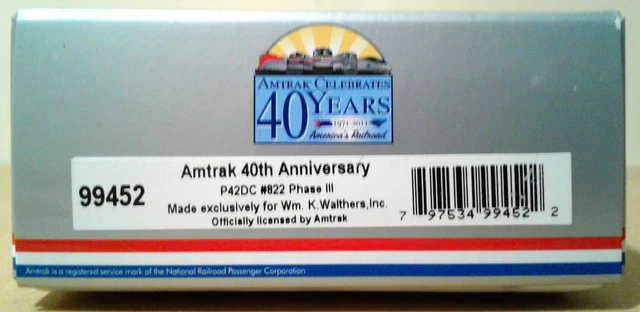 AMTRAK CELEBRATES
40 YEARS
1971-2011
America's Railroad
99452
Amtrak 40th Anniversary
P42DC #822 Phase III
Made exclusively for Wm. K.Walthers,Inc.
Officially licensed by Amtrak
7 97534 99452 2
Amtrak is a registered service mark of the National Railroad Passenger Corporation